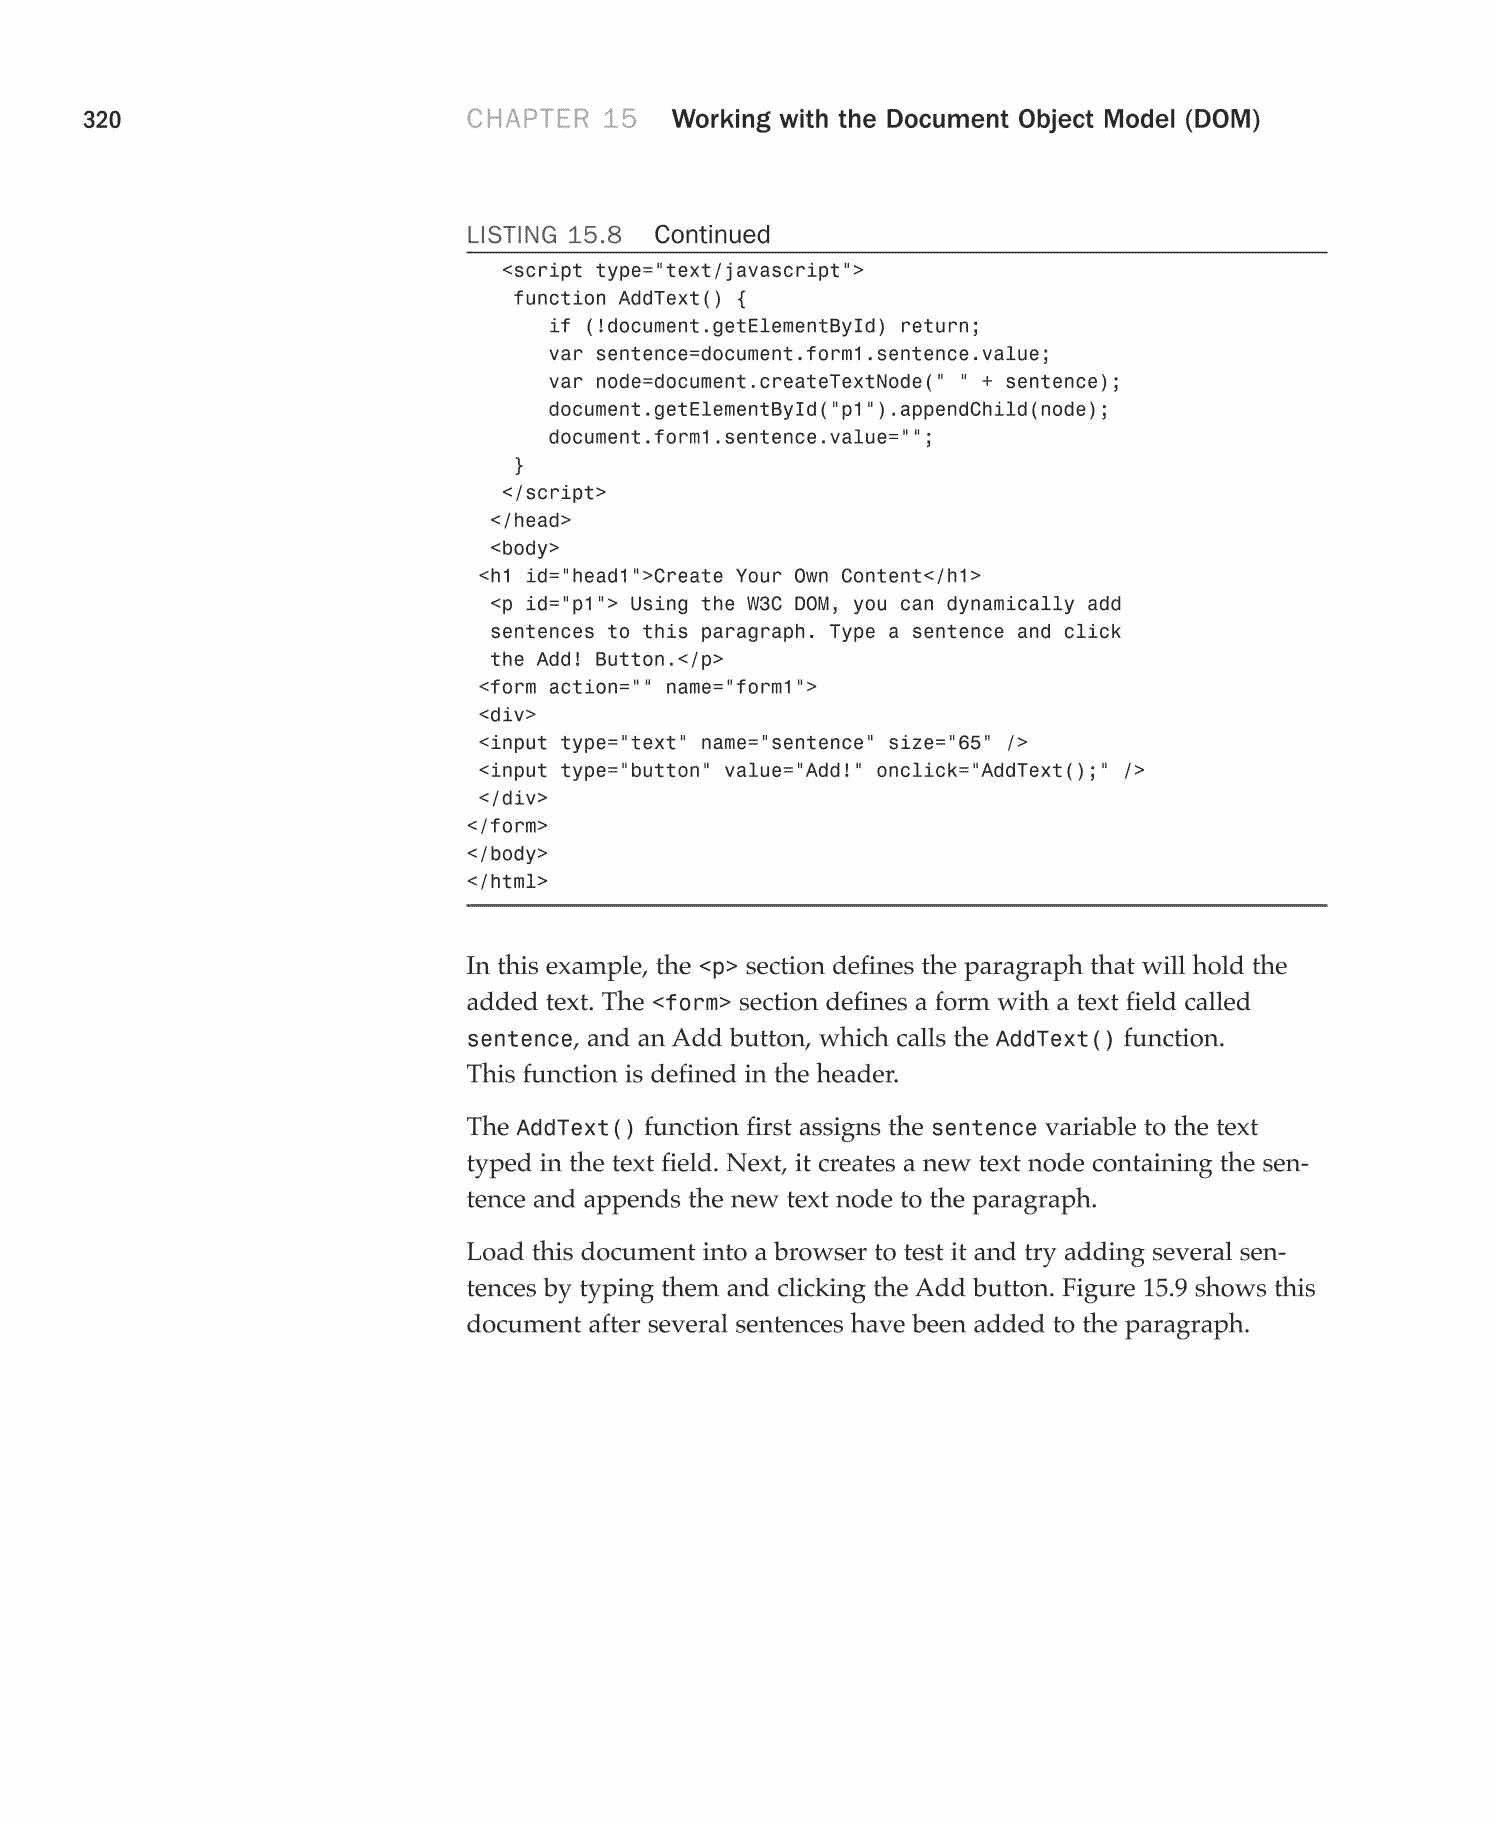 320
CHAPTER 15 Working with the Document Object Model (DOM)
LISTING 15.8 Continued
<script type="text/javascript">
function AddText() {
if (!document.getElementById) return;
var sentence=document.form1.sentence.value;
var node=document.createTextNode(" " + sentence);
document.getElementById("p1").appendChild(node);
document.form1.sentence.value="";
}
</script>
</head>
<body>
<h1 id="head1">Create Your Own Content</h1>
<p id="p1"> Using the W3C DOM, you can dynamically add
sentences to this paragraph. Type a sentence and click
the Add! Button.</p>
<form action="" name="form1">
<div>
<input type="text" name="sentence" size="65" />
<input type="button" value="Add!" onclick="AddText();" />
</div>
</form>
</body>
</html>
In this example, the <p> section defines the paragraph that will hold the
added text. The <form> section defines a form with a text field called
sentence, and an Add button, which calls the AddText() function.
This function is defined in the header.
The AddText() function first assigns the sentence variable to the text
typed in the text field. Next, it creates a new text node containing the sen-
tence and appends the new text node to the paragraph.
Load this document into a browser to test it and try adding several sen-
tences by typing them and clicking the Add button. Figure 15.9 shows this
document after several sentences have been added to the paragraph.